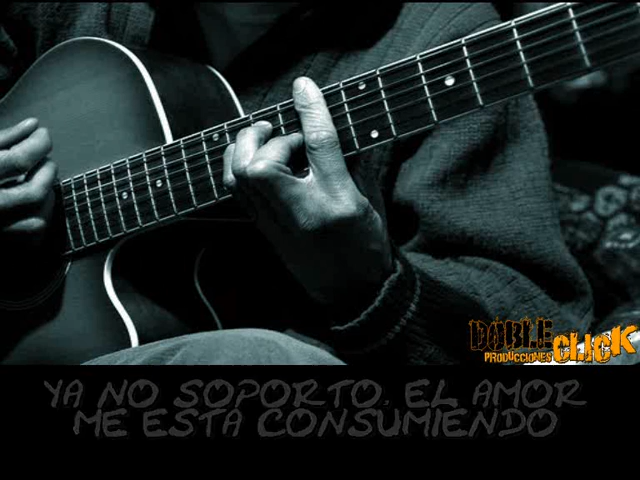 DOBLE
CLICK
PRODUCCIONES
YA NO SOPORTO. EL AMOR
ME ESTA CONSUMIENDO